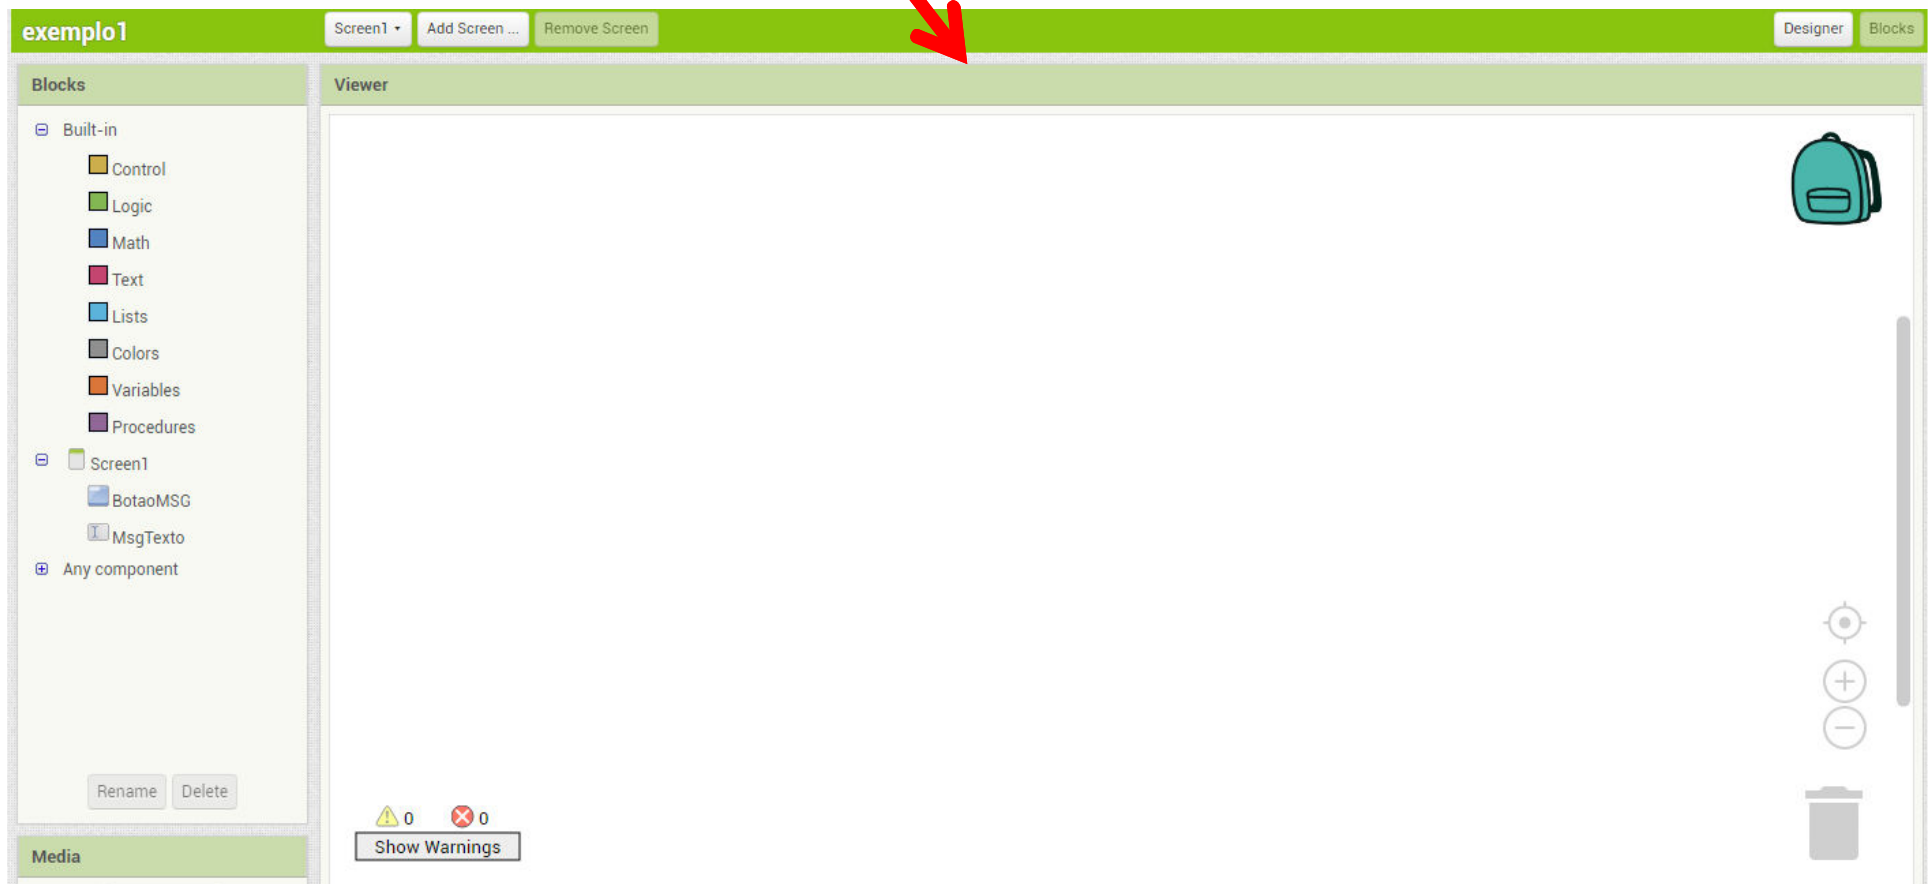 exemplo1
Screen1
Add Screen ...
Remove Screen
Designer
Blocks
Blocks
Viewer
Built-in
Control
Logic
Math
Text
Lists
Colors
Variables
Procedures
Screen1
BotaoMSG
MsgTexto
Any component
Rename
Delete
0
0
Show Warnings
Media